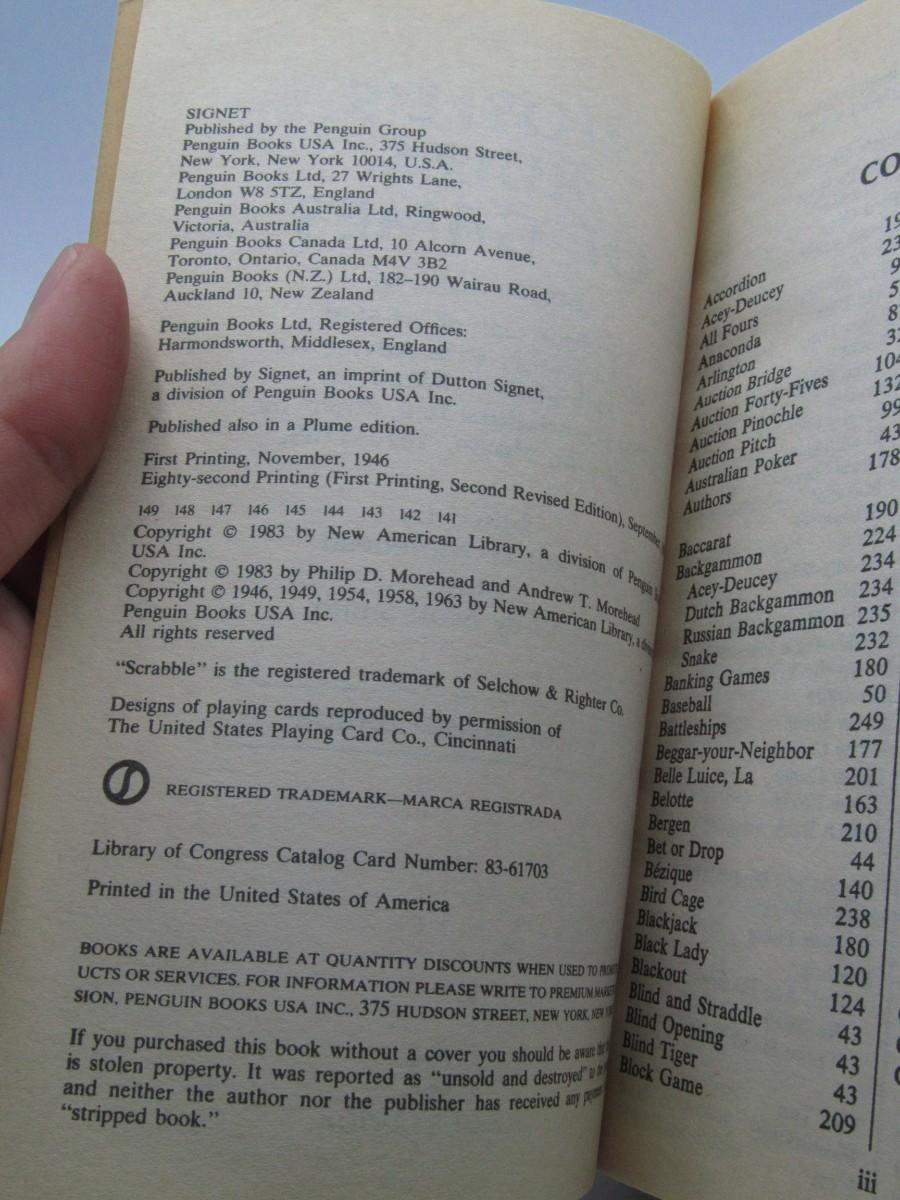 SIGNET
Published by the Penguin Group
Penguin Books USA Inc., 375 Hudson Street,
New York, New York 10014, U.S.A.
Penguin Books Ltd, 27 Wrights Lane,
London W8 5TZ, England
Penguin Books Australia Ltd, Ringwood,
Victoria, Australia
Penguin Books Canada Ltd, 10 Alcorn Avenue,
Toronto, Ontario, Canada M4V 3B2
Penguin Books (N.Z.) Ltd, 182–190 Wairau Road,
Auckland 10, New Zealand
Penguin Books Ltd, Registered Offices:
Harmondsworth, Middlesex, England
Published by Signet, an imprint of Dutton Signet,
a division of Penguin Books USA Inc.
Published also in a Plume edition.
First Printing, November, 1946
Eighty-second Printing (First Printing, Second Revised Edition), September
149 148 147 146 145 144 143 142 141
Copyright © 1983 by New American Library, a division of Penguin
USA Inc.
Copyright © 1983 by Philip D. Morehead and Andrew T. Morehead
Copyright © 1946, 1949, 1954, 1958, 1963 by New American Library, a
Penguin Books USA Inc.
All rights reserved
“Scrabble” is the registered trademark of Selchow & Righter Co.
Designs of playing cards reproduced by permission of
The United States Playing Card Co., Cincinnati
REGISTERED TRADEMARK—MARCA REGISTRADA
Library of Congress Catalog Card Number: 83-61703
Printed in the United States of America
BOOKS ARE AVAILABLE AT QUANTITY DISCOUNTS WHEN USED TO
UCTS OR SERVICES. FOR INFORMATION PLEASE WRITE TO PREMIUM
SION, PENGUIN BOOKS USA INC., 375 HUDSON STREET, NEW YORK, NEW
If you purchased this book without a cover you should be aware
is stolen property. It was reported as “unsold and destroyed” to
and neither the author nor the publisher has received any
“stripped book.”
CO
Accordion 19
Acey-Deucey 23
All Fours 9
Anaconda 5
Arlington 8
Auction Bridge 32
Auction Forty-Fives 104
Auction Pinochle 132
Auction Pitch 99
Australian Poker 43
Authors 178
Baccarat 190
Backgammon 224
Acey-Deucey 234
Dutch Backgammon 234
Russian Backgammon 235
Snake 232
Banking Games 180
Baseball 50
Battleships 249
Beggar-your-Neighbor 177
Belle Luice, La 201
Belotte 163
Bergen 210
Bet or Drop 44
Bézique 140
Bird Cage 238
Blackjack 180
Black Lady 120
Blackout 124
Blind and Straddle 43
Blind Opening 43
Blind Tiger 43
Block Game 209
iii